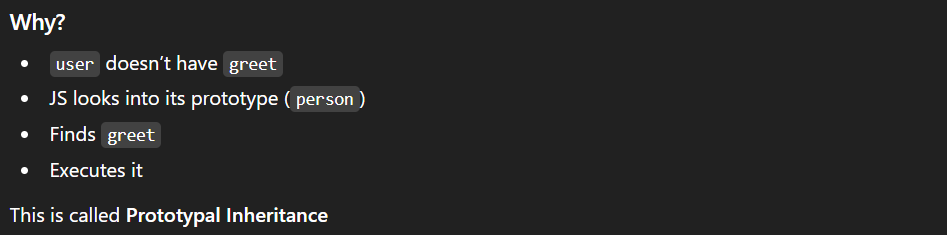 Why?
• user doesn’t have greet
• JS looks into its prototype (person)
• Finds greet
• Executes it
This is called Prototypal Inheritance